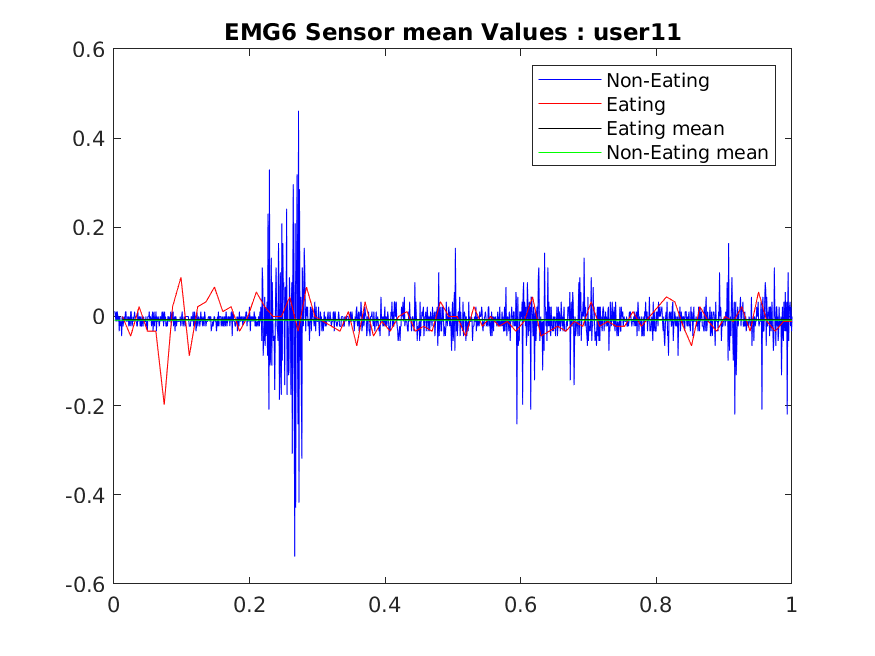 EMG6 Sensor mean Values : user11
0.6
Non-Eating
Eating
Eating mean
Non-Eating mean
0.4
0.2
0
-0.2
-0.4
-0.6
0 0.2 0.4 0.6 0.8 1